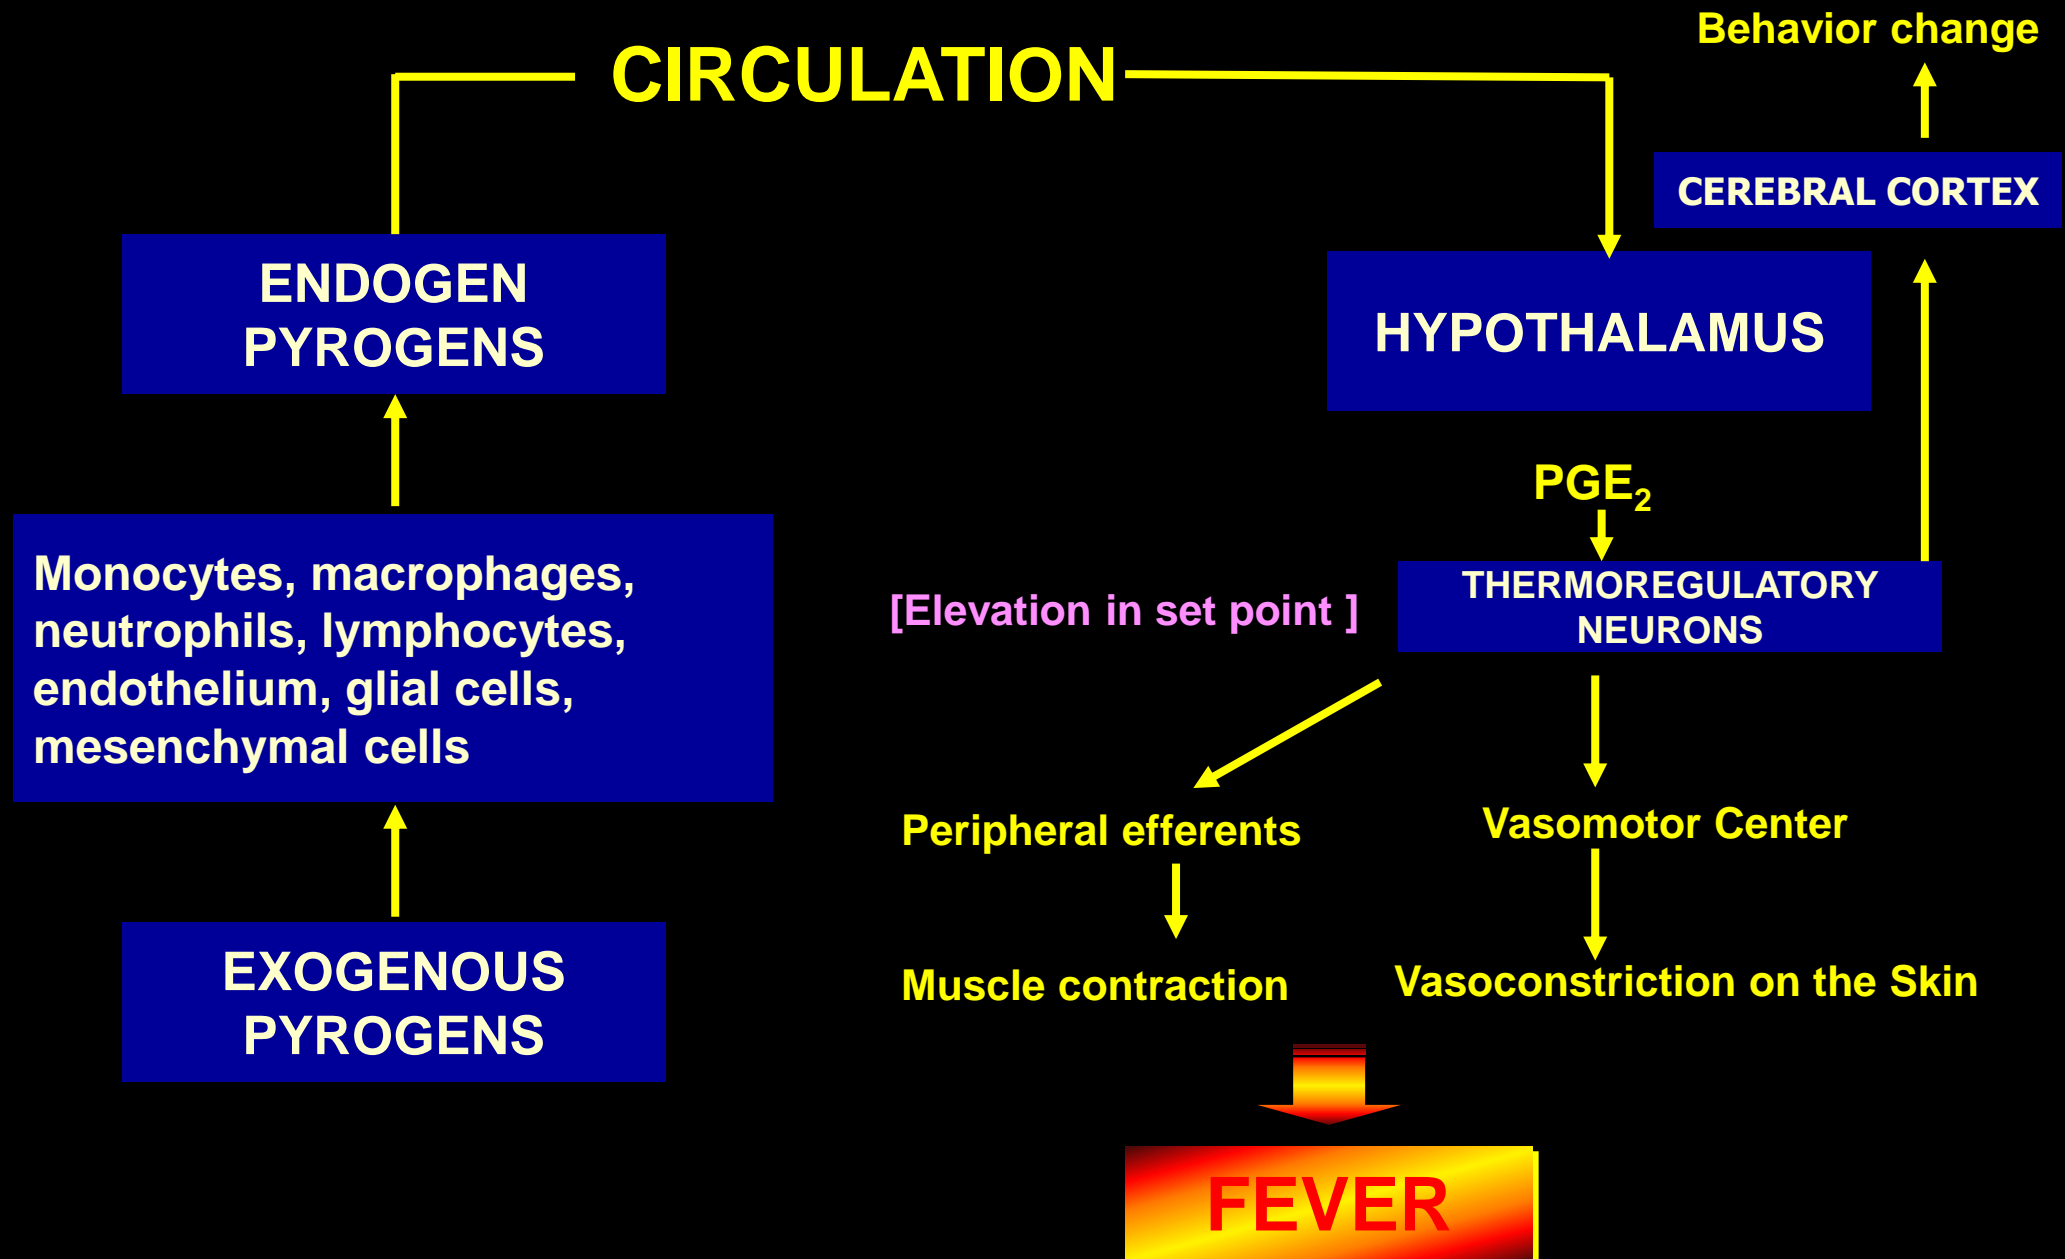 Behavior change
CIRCULATION
CEREBRAL CORTEX
ENDOGEN
PYROGENS
HYPOTHALAMUS
PGE₂
Monocytes, macrophages,
neutrophils, lymphocytes,
endothelium, glial cells,
mesenchymal cells
[Elevation in set point ]
THERMOREGULATORY
NEURONS
Peripheral efferents
Vasomotor Center
EXOGENOUS
PYROGENS
Muscle contraction
Vasoconstriction on the Skin
FEVER